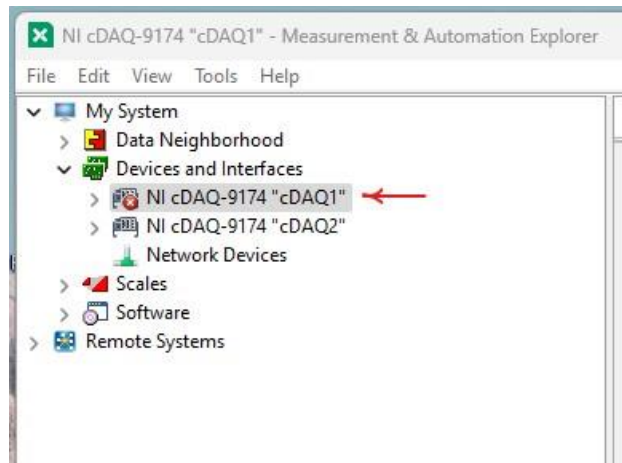 NI cDAQ-9174 "cDAQ1" - Measurement & Automation Explorer
File Edit View Tools Help
My System
Data Neighborhood
Devices and Interfaces
NI cDAQ-9174 "cDAQ1"
NI cDAQ-9174 "cDAQ2"
Network Devices
Scales
Software
Remote Systems